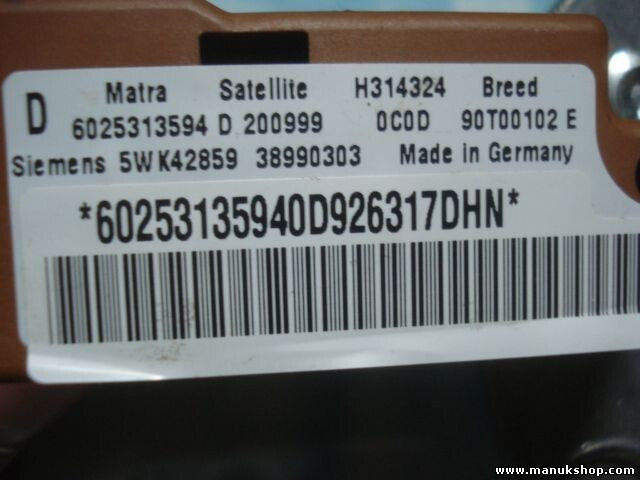 D Matra Satellite H314324 Breed
6025313594 D 200999 0C0D 90T00102 E
Siemens 5WK42859 38990303 Made in Germany
*60253135940D926317DHN*
www.manukshop.com